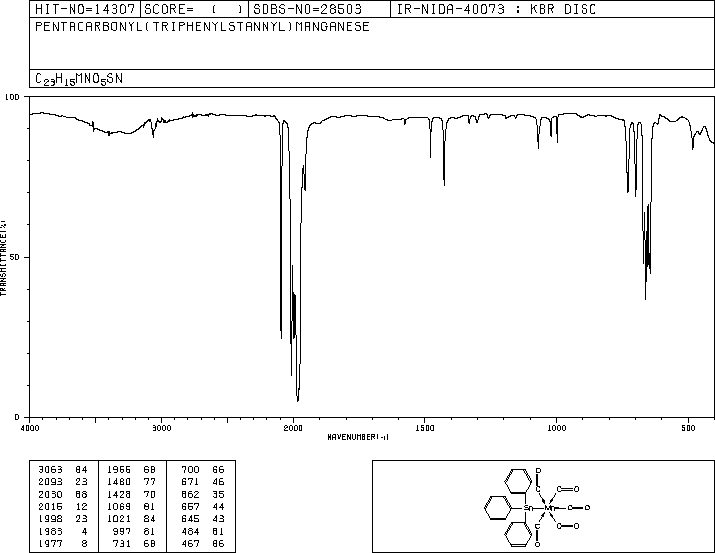 HIT-NO=14307 SCORE= ( ) SDBS-NO=28503 IR-NIDA-40073 : KBR DISC
PENTACARBONYL(TRIPHENYLSTANNYL)MANGANESE
C23H15MNO5SN
100
50
0
TRANSMITTANCE(%)
4000 3000 2000 1500 1000 500
WAVENUMBER(-1)
3063 84 1956 68 700 66
2093 23 1480 77 671 46
2030 88 1428 70 662 35
2015 12 1069 81 657 44
1998 23 1021 84 645 43
1983 4 997 81 484 81
1977 8 731 68 467 86
O O
C C C=O
Sn Mn C=O
C C=O
O